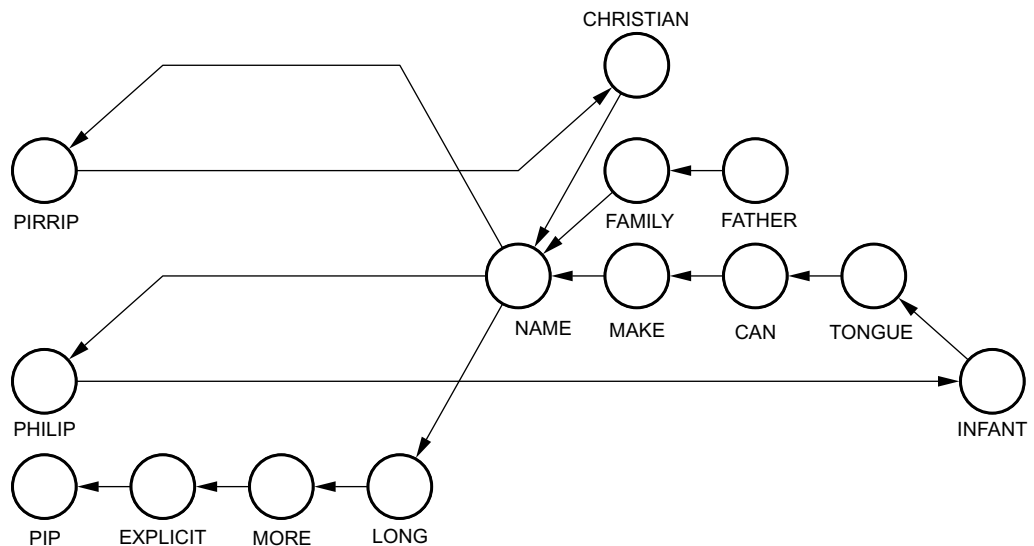 CHRISTIAN
PIRRIP
FAMILY
FATHER
NAME
MAKE
CAN
TONGUE
PHILIP
INFANT
PIP
EXPLICIT
MORE
LONG